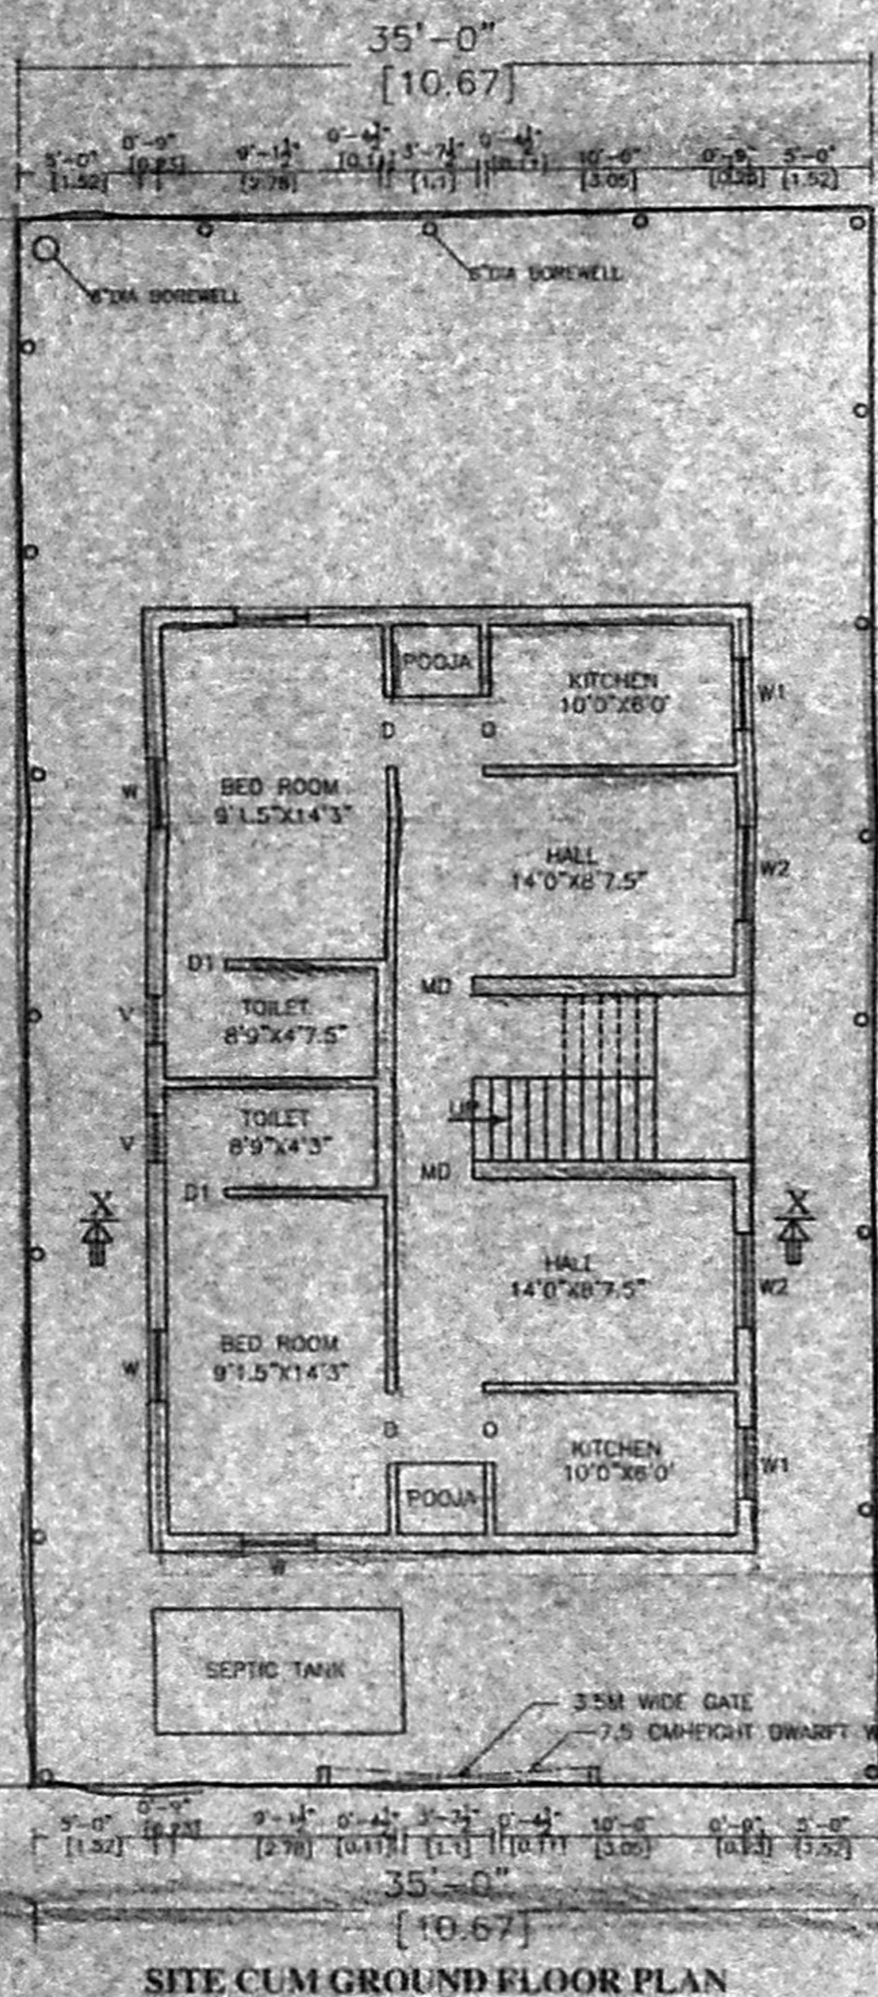 35'-0"
[10.67]
5'-0" 0'-9" 9'-1½" 0'-4½" 3'-7½" 0'-4½" 10'-0" 0'-9" 5'-0"
[1.52] [0.23] [2.78] [0.11] [1.1] [0.11] [3.05] [0.23] [1.52]
6"DIA BOREWELL
6"DIA BOREWELL
POOJA
KITCHEN
10'0"X6'0"
W1
D
O
W
BED ROOM
9'1.5"X14'3"
HALL
14'0"X8'7.5"
W2
D1
MD
V
TOILET
8'9"X4'7.5"
TOILET
8'9"X4'3"
UP
V
MD
D1
X
X
HALL
14'0"X8'7.5"
W2
BED ROOM
9'1.5"X14'3"
W
D
O
KITCHEN
10'0"X6'0"
W1
POOJA
W
SEPTIC TANK
3.5M WIDE GATE
7.5 CMHEIGHT DWARFT W
5'-0" 0'-9" 9'-1½" 0'-4½" 3'-7½" 0'-4½" 10'-0" 0'-9" 5'-0"
[1.52] [0.23] [2.78] [0.11] [1.1] [0.11] [3.05] [0.23] [1.52]
35'-0"
[10.67]
SITE CUM GROUND FLOOR PLAN